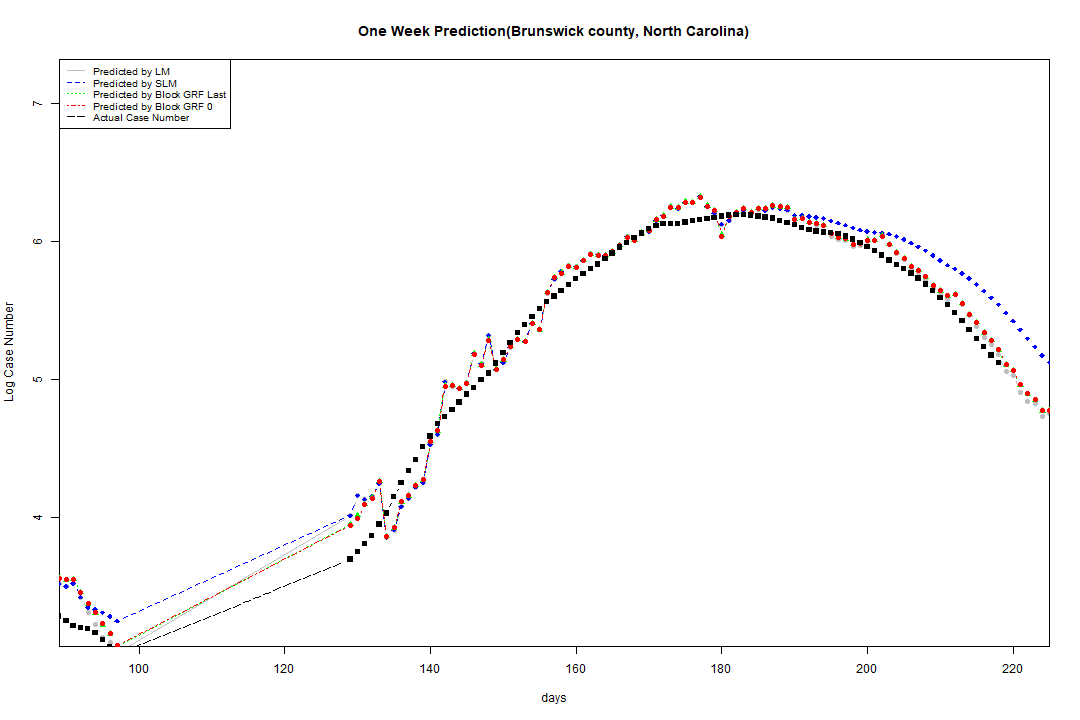 One Week Prediction(Brunswick county, North Carolina)
Predicted by LM
Predicted by SLM
Predicted by Block GRF Last
Predicted by Block GRF 0
Actual Case Number
Log Case Number
7
6
5
4
100 120 140 160 180 200 220
days